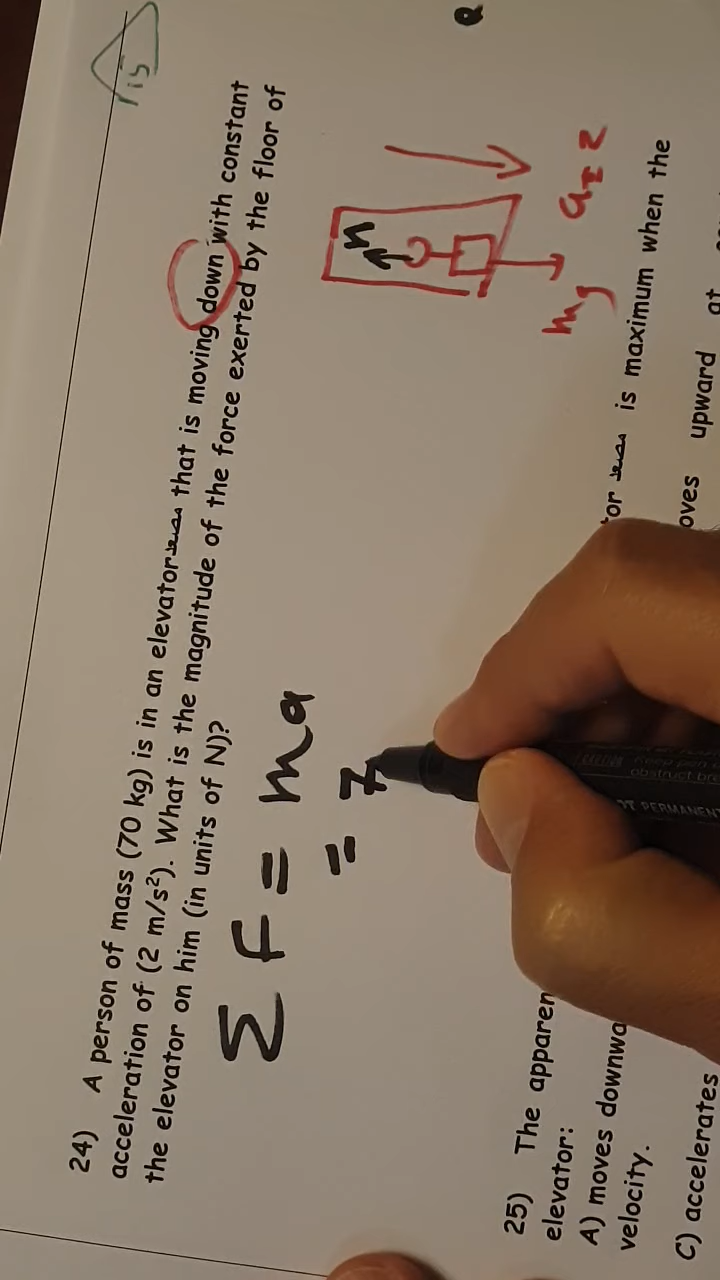 24) A person of mass (70 kg) is in an elevator مصعد that is moving down with constant
acceleration of (2 m/s²). What is the magnitude of the force exerted by the floor of
the elevator on him (in units of N)?
Σ F = ma
= 7
n
mg
a = 2
25) The apparen
or مصعد is maximum when the
elevator:
A) moves downwa
oves upward at
velocity.
C) accelerates
PERMANENT